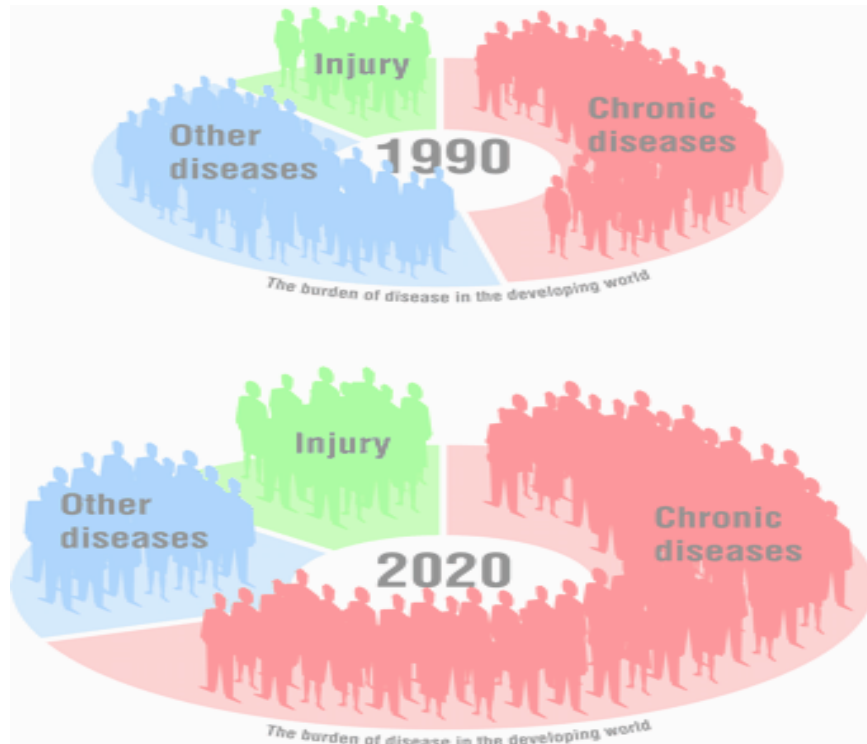 Injury
Chronic
diseases
Other
diseases
1990
The burden of disease in the developing world
Injury
Other
diseases
Chronic
diseases
2020
The burden of disease in the developing world